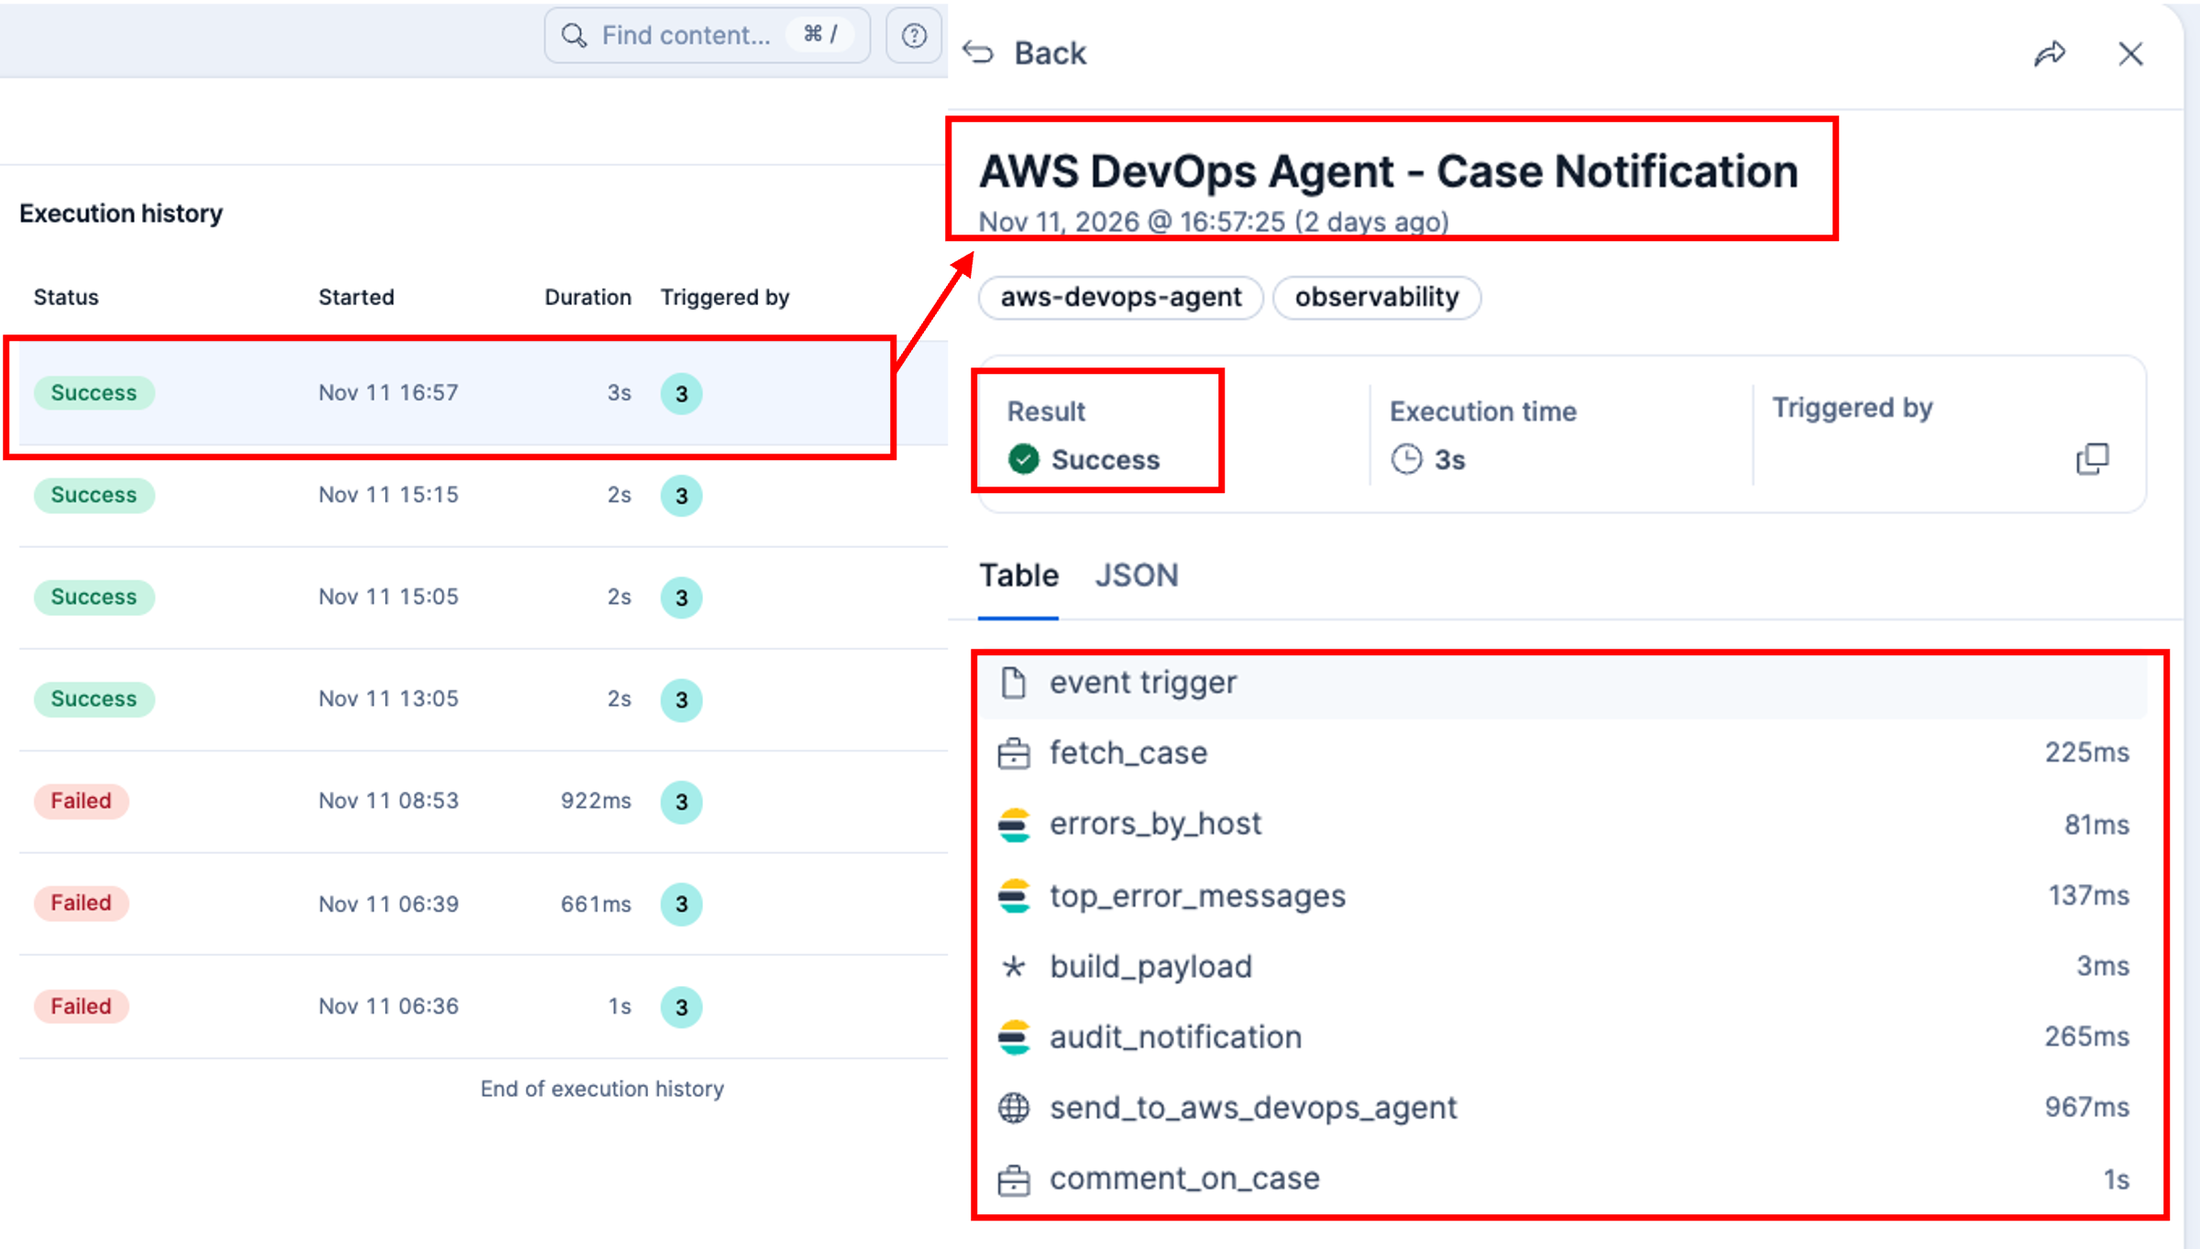 Find content... ⌘ /
Execution history
Status Started Duration Triggered by
Success Nov 11 16:57 3s 3
Success Nov 11 15:15 2s 3
Success Nov 11 15:05 2s 3
Success Nov 11 13:05 2s 3
Failed Nov 11 08:53 922ms 3
Failed Nov 11 06:39 661ms 3
Failed Nov 11 06:36 1s 3
End of execution history
Back
AWS DevOps Agent - Case Notification
Nov 11, 2026 @ 16:57:25 (2 days ago)
aws-devops-agent observability
Result Execution time Triggered by
Success 3s
Table JSON
event trigger
fetch_case 225ms
errors_by_host 81ms
top_error_messages 137ms
build_payload 3ms
audit_notification 265ms
send_to_aws_devops_agent 967ms
comment_on_case 1s